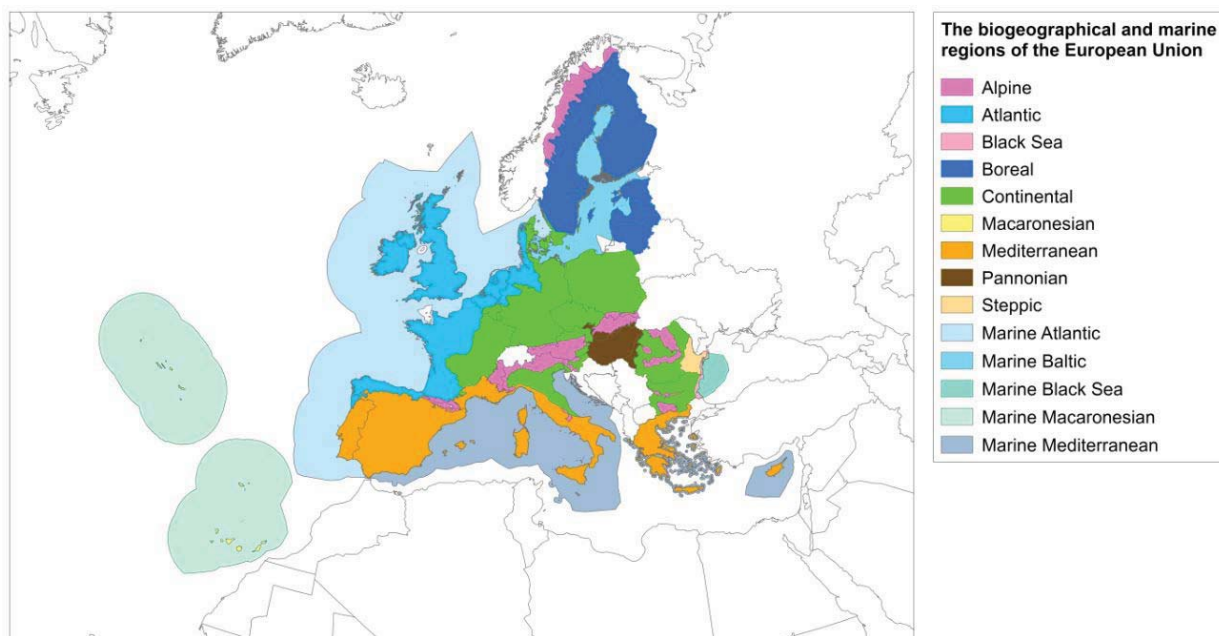 The biogeographical and marine
regions of the European Union
Alpine
Atlantic
Black Sea
Boreal
Continental
Macaronesian
Mediterranean
Pannonian
Steppic
Marine Atlantic
Marine Baltic
Marine Black Sea
Marine Macaronesian
Marine Mediterranean